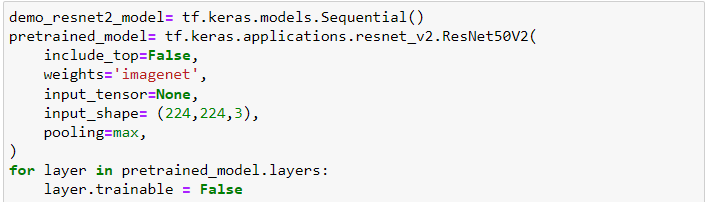 demo_resnet2_model= tf.keras.models.Sequential()
pretrained_model= tf.keras.applications.resnet_v2.ResNet50V2(
    include_top=False,
    weights='imagenet',
    input_tensor=None,
    input_shape= (224,224,3),
    pooling=max,
)
for layer in pretrained_model.layers:
    layer.trainable = False